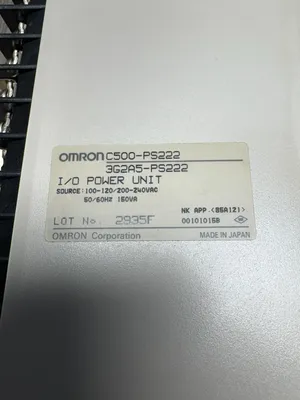 OMRON C500-PS222
3G2A5-PS222
I/O POWER UNIT
SOURCE:100-120/200-240VAC
50/60HZ 150VA
NK APP.<85A121>
LOT No. 2935F 00101015B
OMRON Corporation MADE IN JAPAN